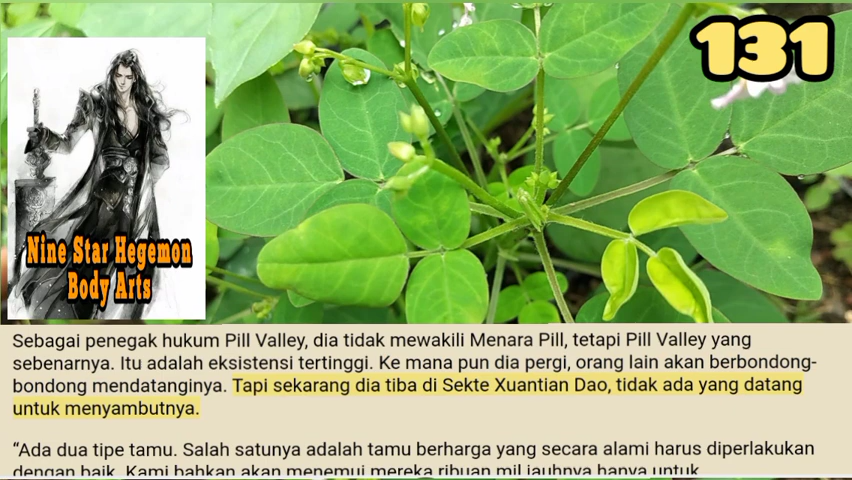 131
Nine Star Hegemon
Body Arts
Sebagai penegak hukum Pill Valley, dia tidak mewakili Menara Pill, tetapi Pill Valley yang
sebenarnya. Itu adalah eksistensi tertinggi. Ke mana pun dia pergi, orang lain akan berbondong-
bondong mendatanginya. Tapi sekarang dia tiba di Sekte Xuantian Dao, tidak ada yang datang
untuk menyambutnya.
“Ada dua tipe tamu. Salah satunya adalah tamu berharga yang secara alami harus diperlakukan
dengan baik. Kami bahkan akan menemui mereka ribuan mil jauhnya hanya untuk